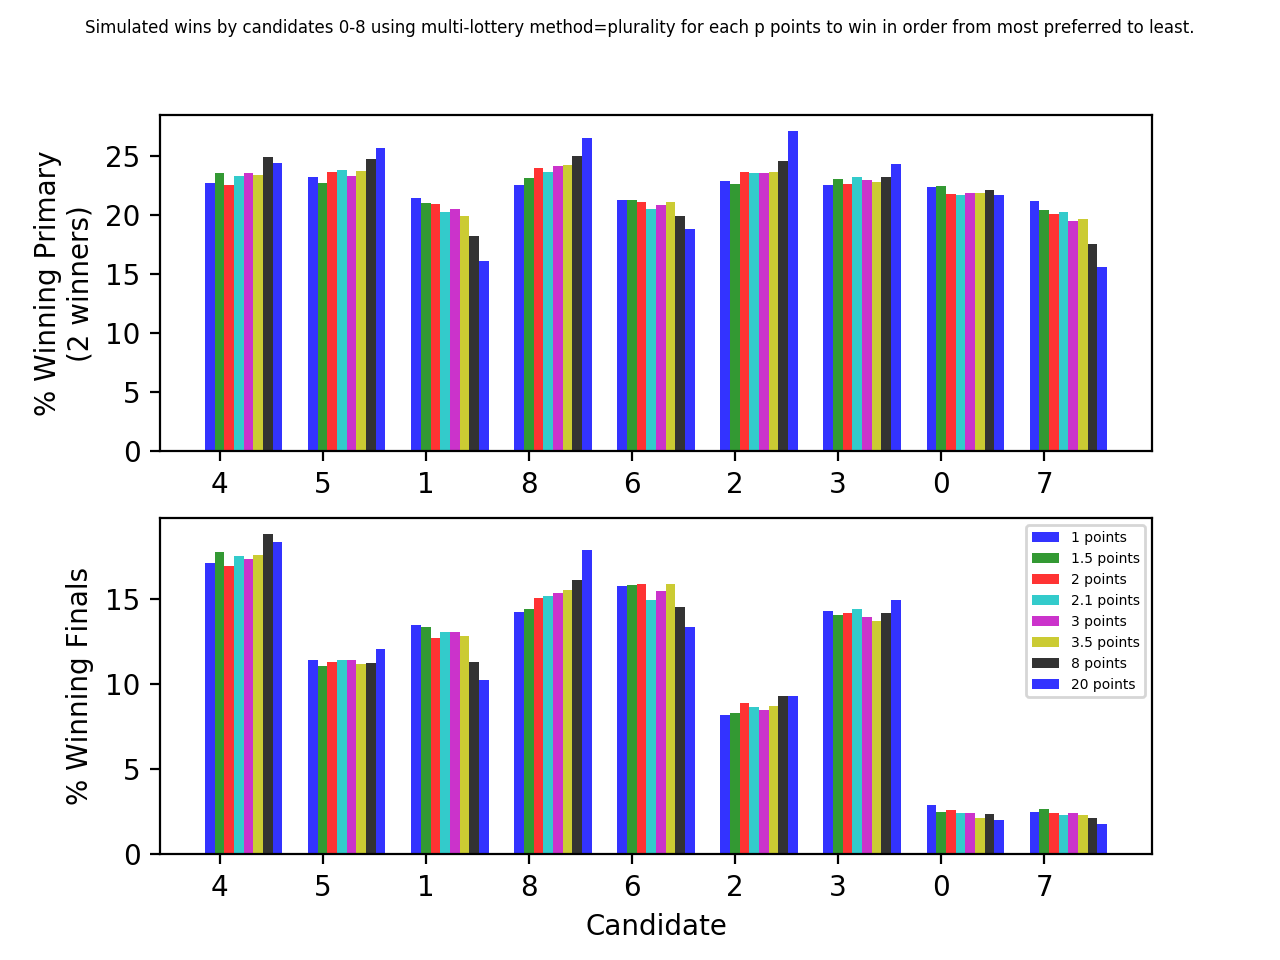 Simulated wins by candidates 0-8 using multi-lottery method=plurality for each p points to win in order from most preferred to least.
% Winning Primary
(2 winners)
25
20
15
10
5
0
4 5 1 8 6 2 3 0 7
% Winning Finals
15
10
5
0
1 points
1.5 points
2 points
2.1 points
3 points
3.5 points
8 points
20 points
4 5 1 8 6 2 3 0 7
Candidate